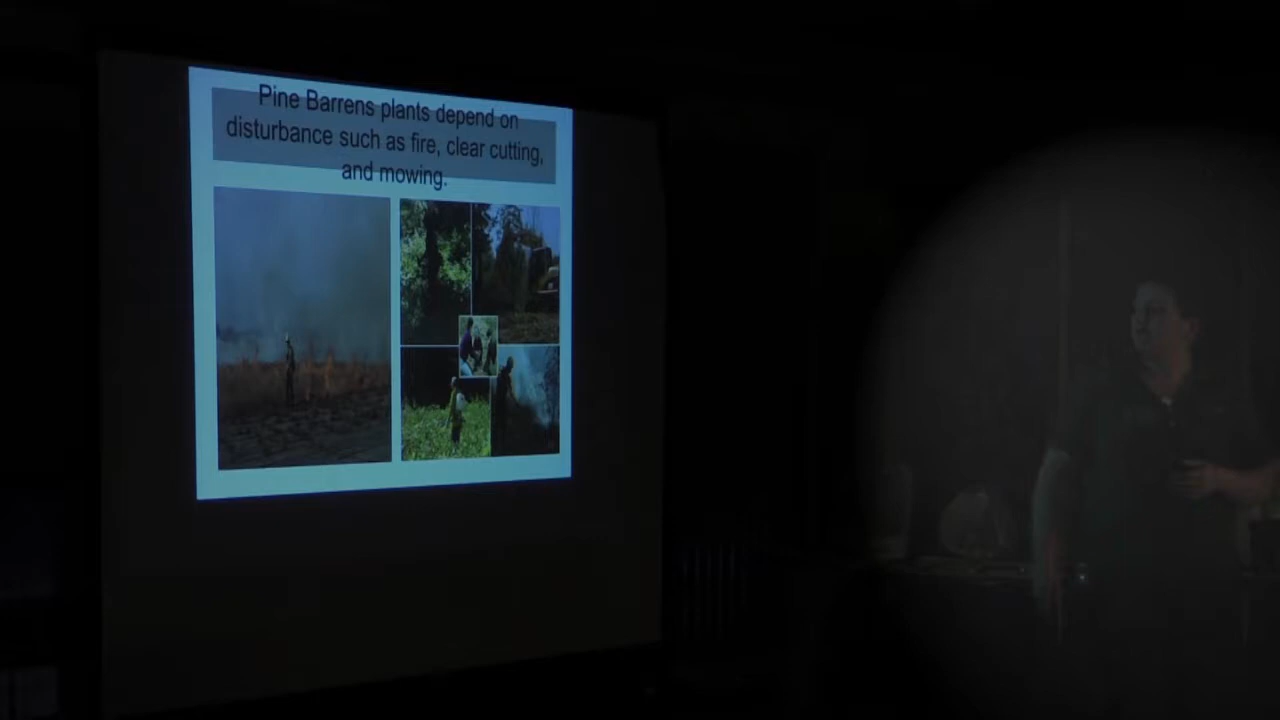 Pine Barrens plants depend on
disturbance such as fire, clear cutting,
and mowing.